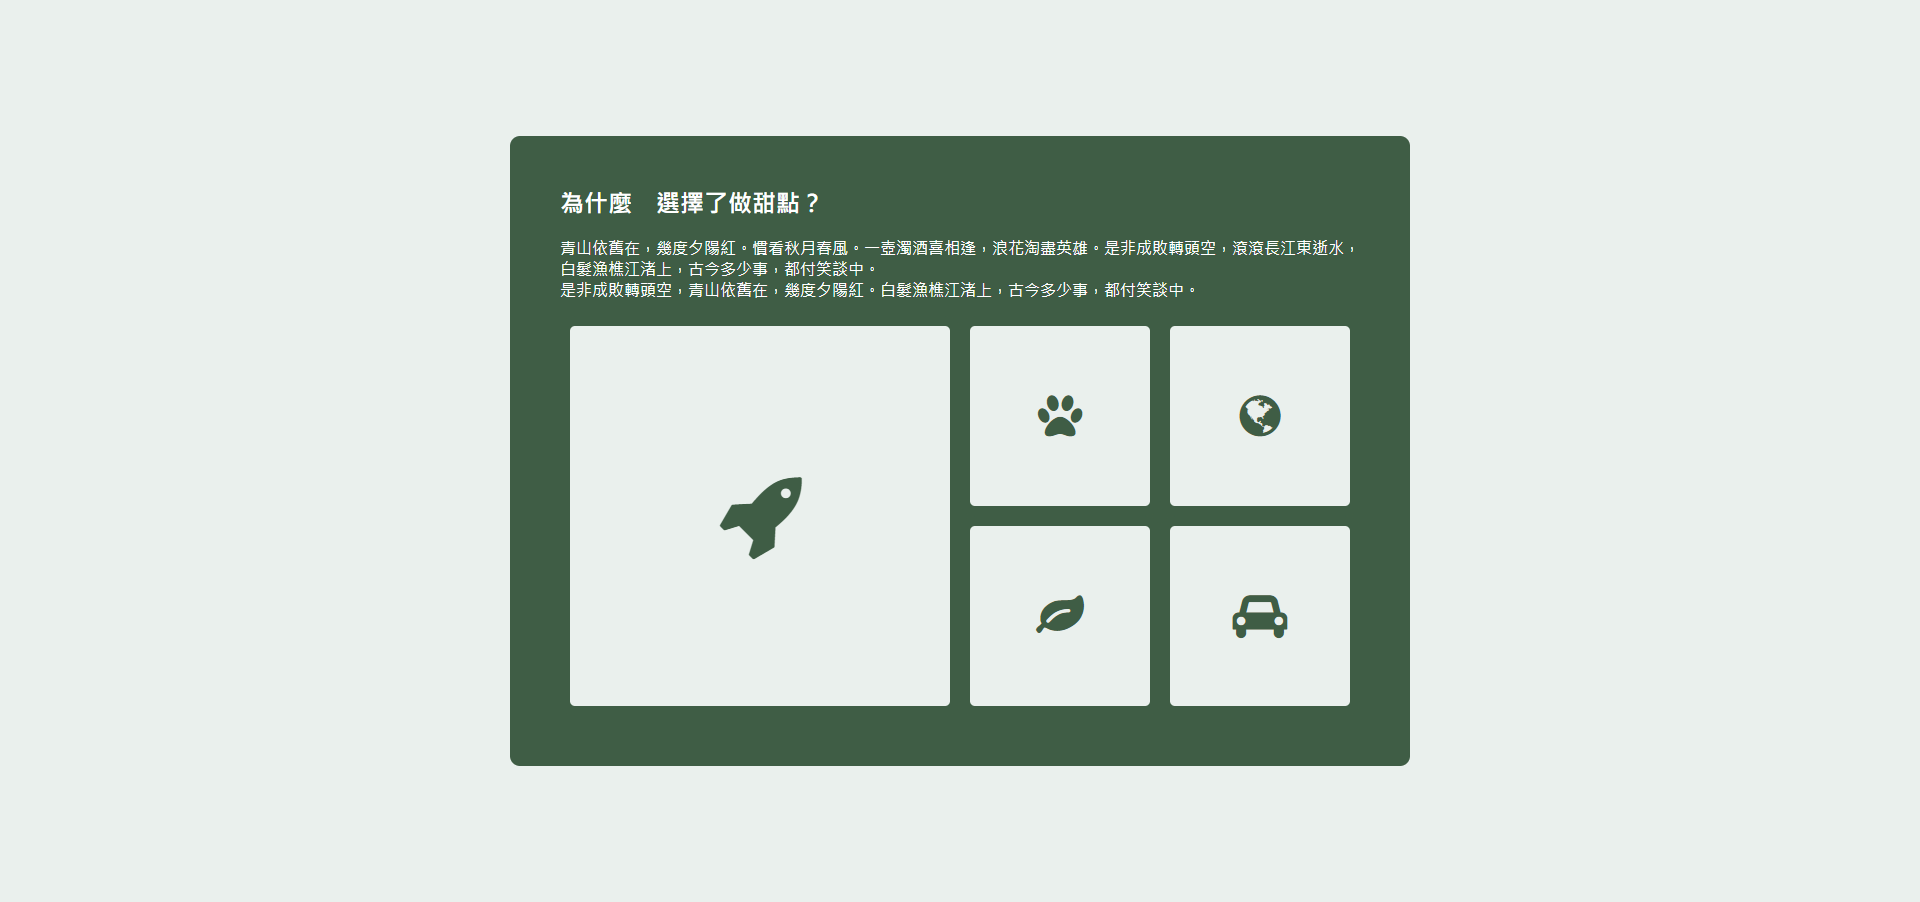 為什麼　選擇了做甜點？
青山依舊在，幾度夕陽紅。慣看秋月春風。一壺濁酒喜相逢，浪花淘盡英雄。是非成敗轉頭空，滾滾長江東逝水，
白髮漁樵江渚上，古今多少事，都付笑談中。
是非成敗轉頭空，青山依舊在，幾度夕陽紅。白髮漁樵江渚上，古今多少事，都付笑談中。